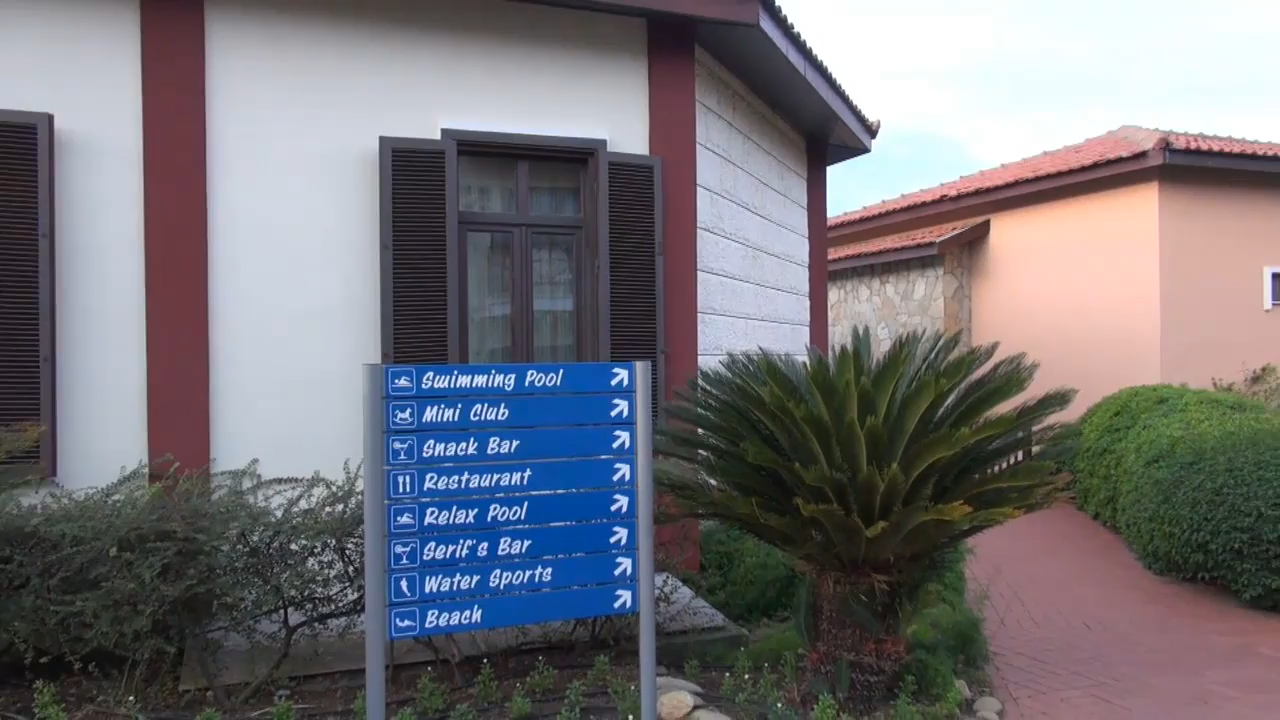 Swimming Pool
Mini Club
Snack Bar
Restaurant
Relax Pool
Serif's Bar
Water Sports
Beach